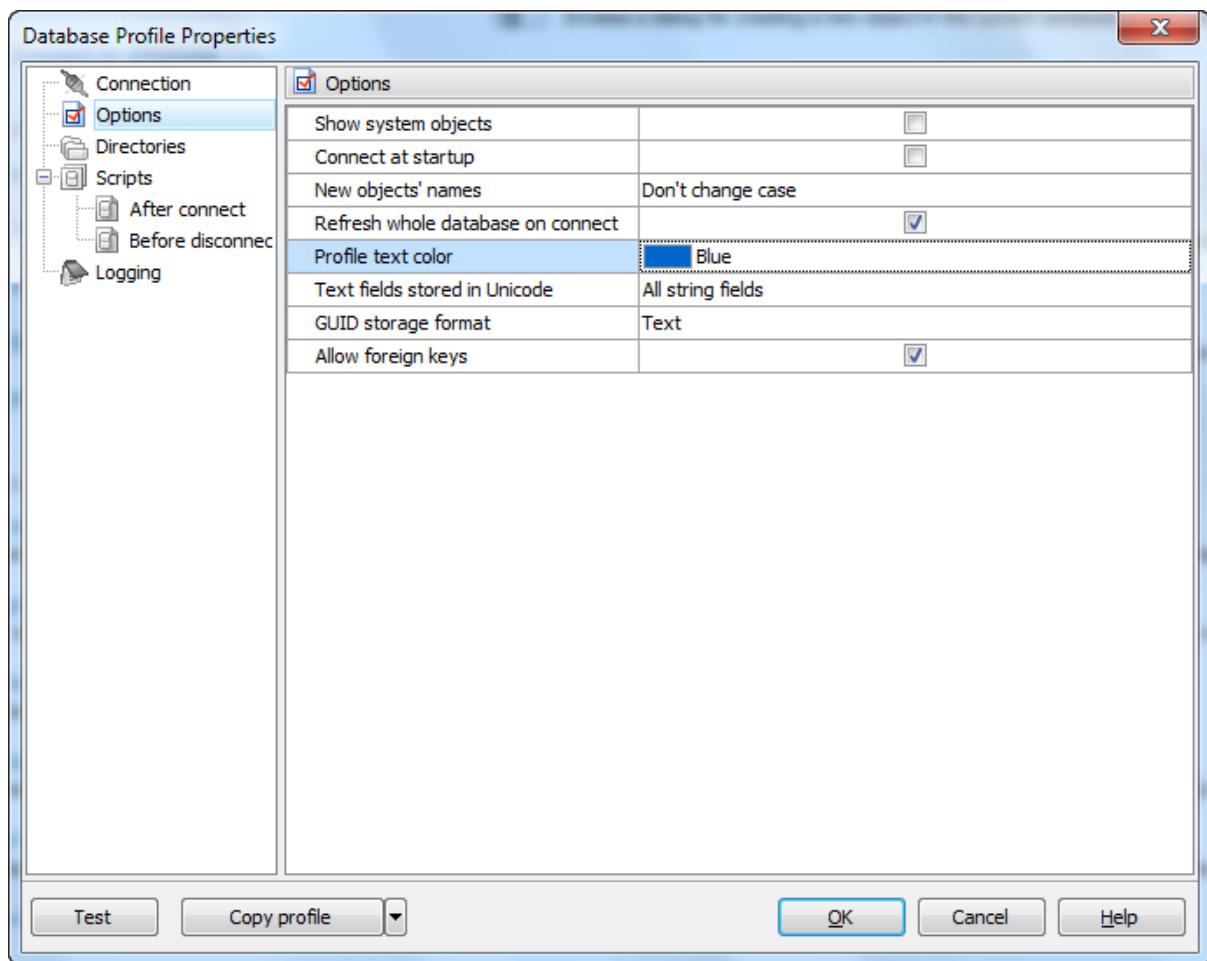 Database Profile Properties
Connection
Options
Directories
Scripts
After connect
Before disconnec
Logging
Options
Show system objects
Connect at startup
New objects' names Don't change case
Refresh whole database on connect
Profile text color Blue
Text fields stored in Unicode All string fields
GUID storage format Text
Allow foreign keys
Test Copy profile OK Cancel Help